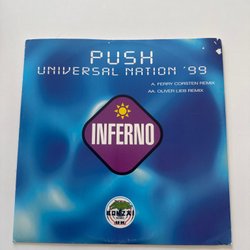 PUSH
UNIVERSAL NATION '99
A. FERRY CORSTEN REMIX
AA. OLIVER LIEB REMIX
INFERNO
BONZAI